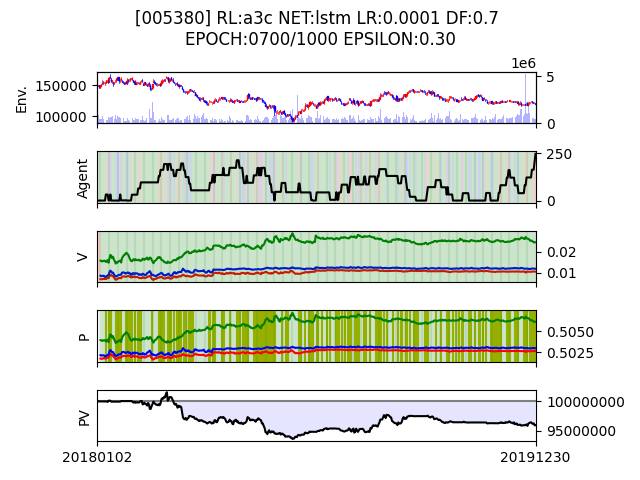 [005380] RL:a3c NET:lstm LR:0.0001 DF:0.7
EPOCH:0700/1000 EPSILON:0.30
1e6
Env.
150000
100000
5
0
Agent
250
0
V
0.02
0.01
P
0.5050
0.5025
PV
100000000
95000000
20180102
20191230